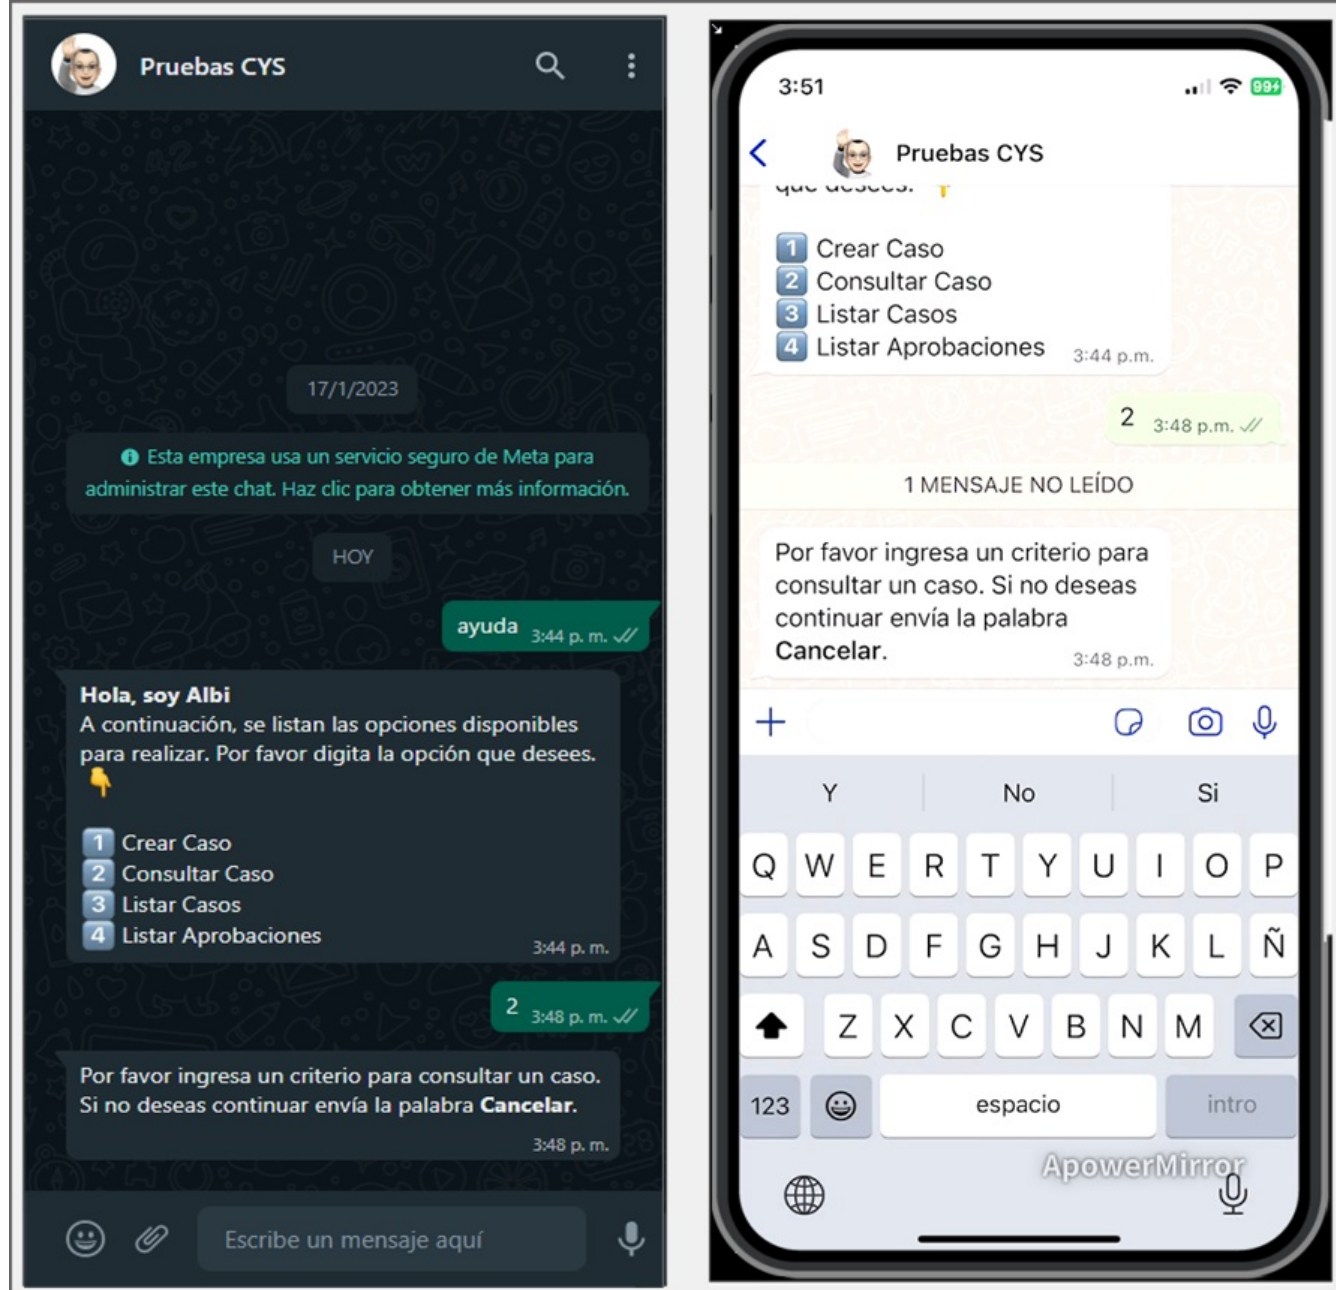 Pruebas CYS
17/1/2023
Esta empresa usa un servicio seguro de Meta para
administrar este chat. Haz clic para obtener más información.
HOY
ayuda 3:44 p. m.
Hola, soy Albi
A continuación, se listan las opciones disponibles
para realizar. Por favor digita la opción que desees.
1 Crear Caso
2 Consultar Caso
3 Listar Casos
4 Listar Aprobaciones
3:44 p. m.
2 3:48 p. m.
Por favor ingresa un criterio para consultar un caso.
Si no deseas continuar envía la palabra Cancelar.
3:48 p. m.
Escribe un mensaje aquí
3:51
99
Pruebas CYS
que desees.
1 Crear Caso
2 Consultar Caso
3 Listar Casos
4 Listar Aprobaciones 3:44 p.m.
2 3:48 p.m.
1 MENSAJE NO LEÍDO
Por favor ingresa un criterio para
consultar un caso. Si no deseas
continuar envía la palabra
Cancelar. 3:48 p.m.
Y No Si
Q W E R T Y U I O P
A S D F G H J K L Ñ
Z X C V B N M
123 espacio intro
ApowerMirror